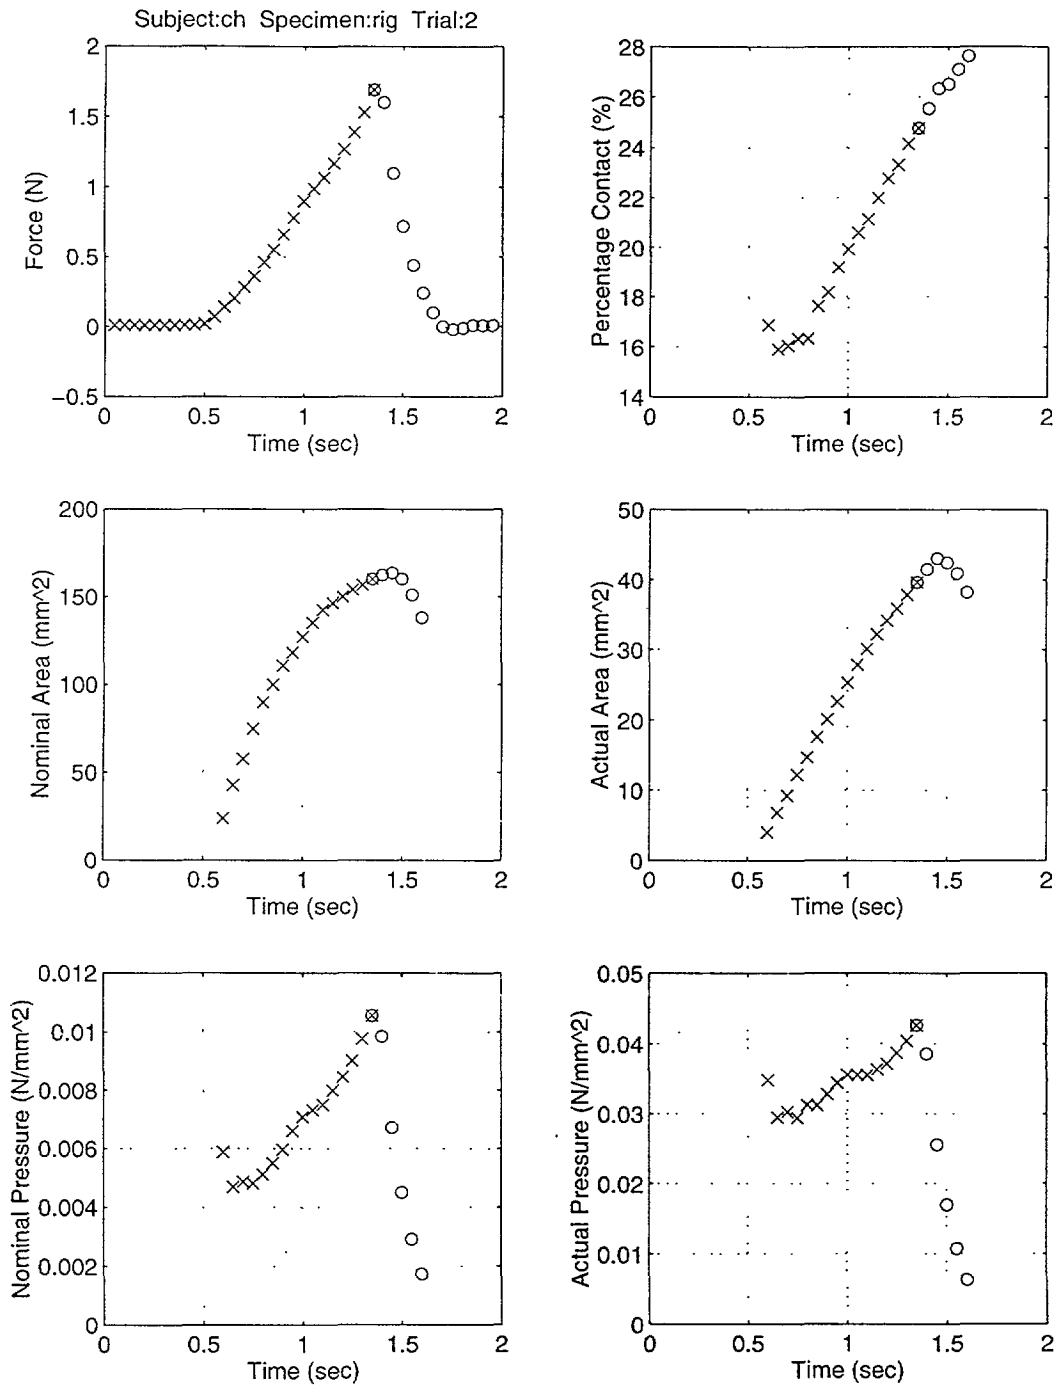 Subject:ch Specimen:rig Trial:2
2
1.5
1
0.5
0
−0.5
Force (N)
0 0.5 1 1.5 2
Time (sec)
28
26
24
22
20
18
16
14
Percentage Contact (%)
0 1 2
Time (sec)
200
150
100
50
0
Nominal Area (mm^2)
0 0.5 1 1.5 2
Time (sec)
50
40
30
20
10
0
Actual Area (mm^2)
0 0.5 1 1.5 2
Time (sec)
0.012
0.01
0.008
0.006
0.004
0.002
0
Nominal Pressure (N/mm^2)
0 0.5 1 1.5 2
Time (sec)
0.05
0.04
0.03
0.02
0.01
0
Actual Pressure (N/mm^2)
0 0.5 1 1.5 2
Time (sec)